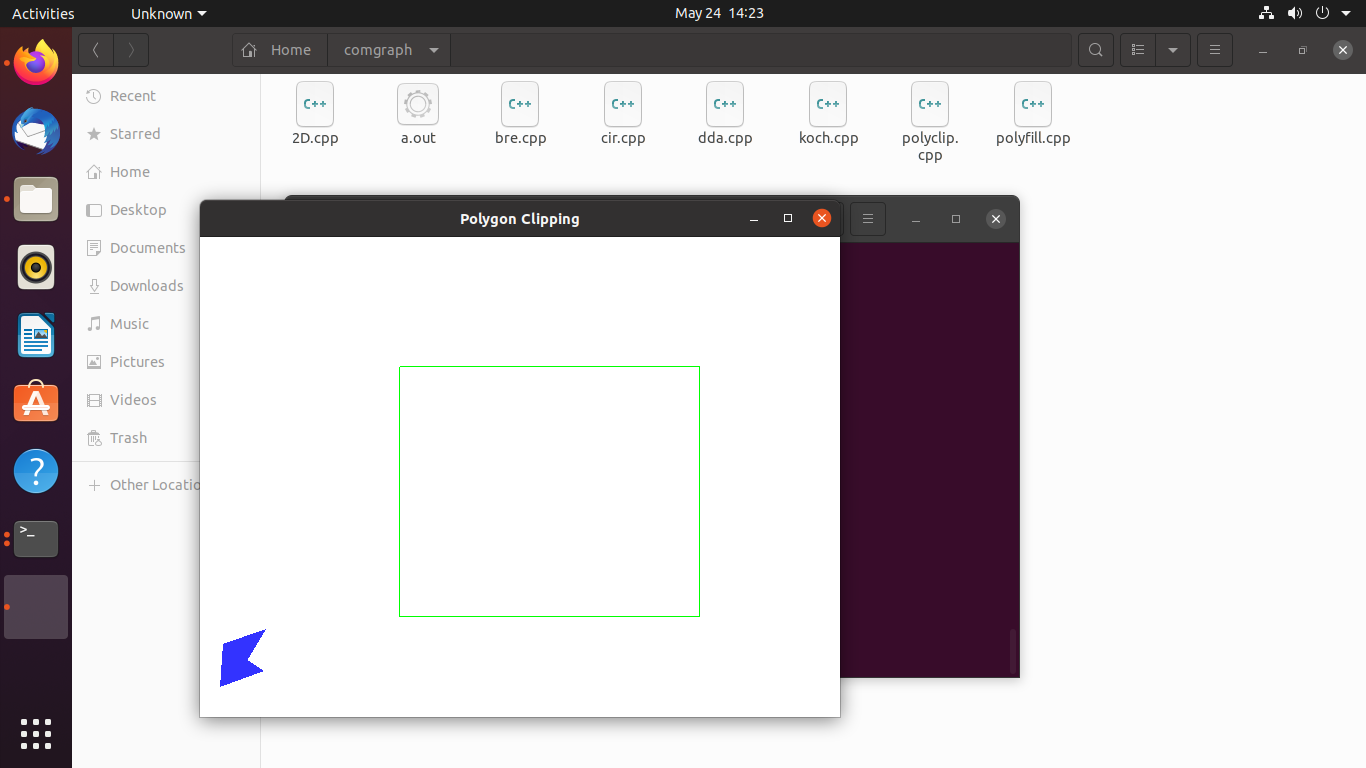 Activities
Unknown
May 24 14:23
Home
comgraph
Recent
Starred
Home
Desktop
Documents
Downloads
Music
Pictures
Videos
Trash
Other Locatio
C++
C++
C++
C++
C++
C++
C++
2D.cpp
a.out
bre.cpp
cir.cpp
dda.cpp
koch.cpp
polyclip.
cpp
polyfill.cpp
Polygon Clipping
>_